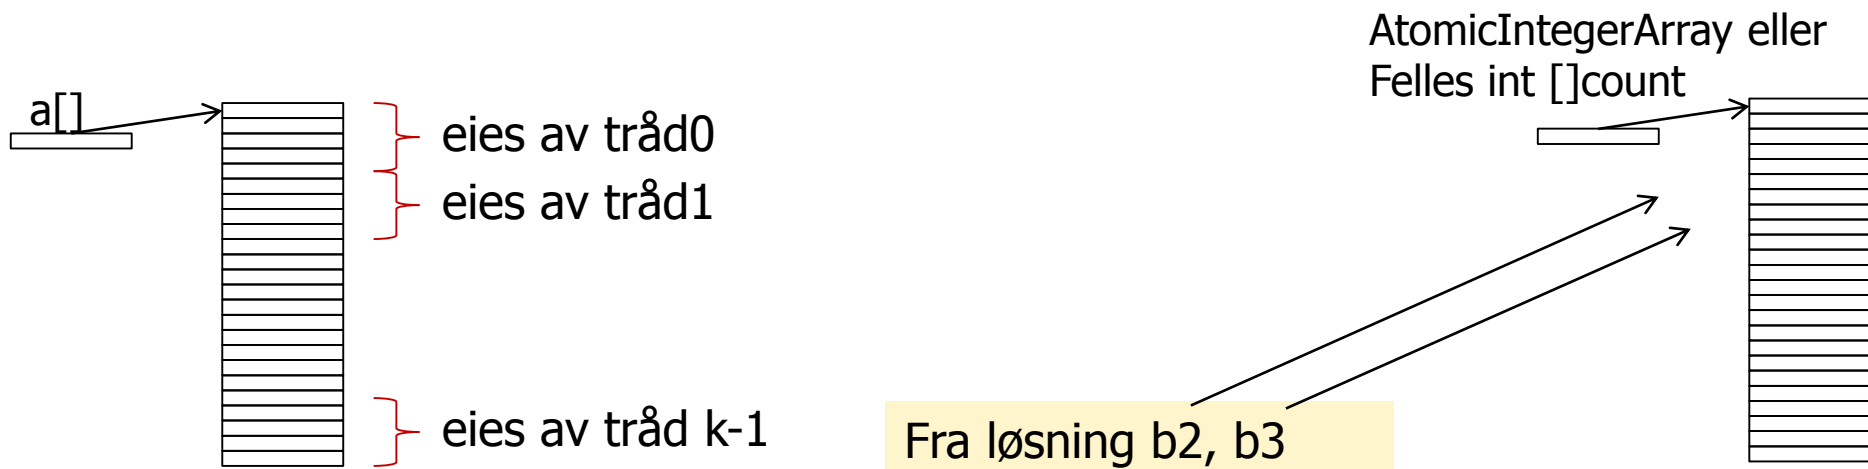 a[]
eies av tråd0
eies av tråd1
eies av tråd k-1
AtomicIntegerArray eller
Felles int []count
Fra løsning b2, b3